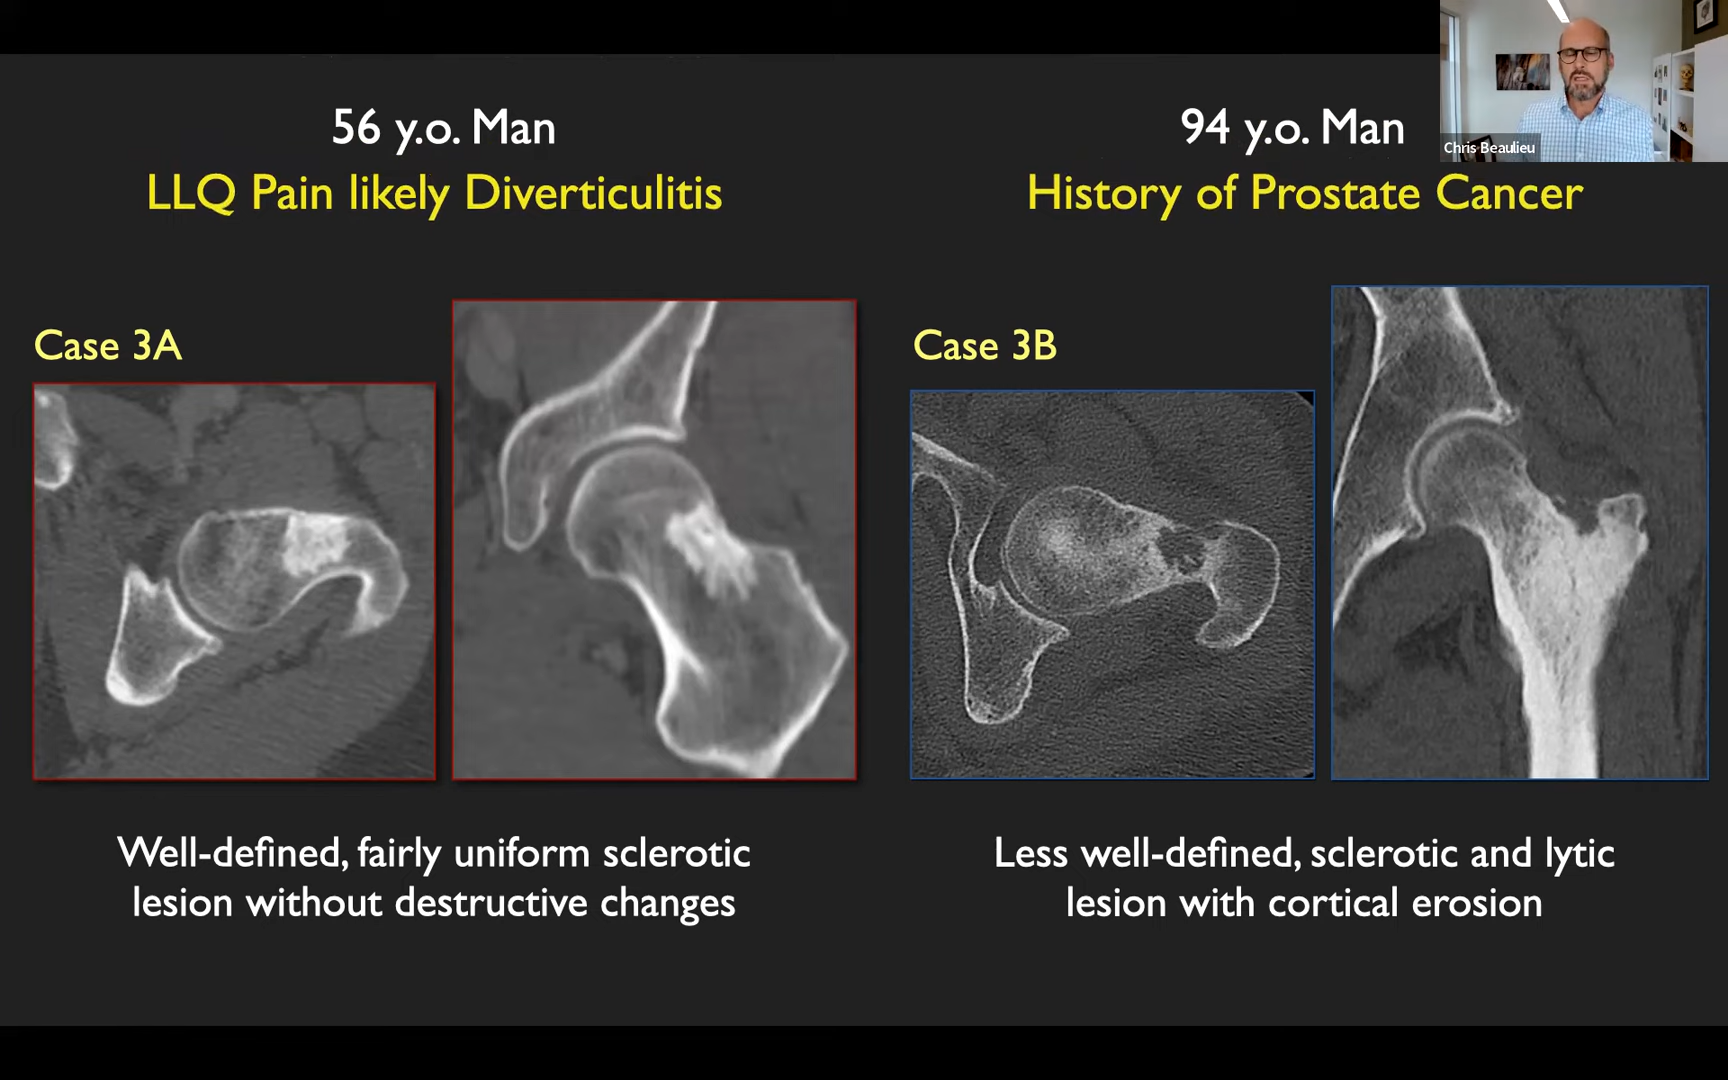 56 y.o. Man
LLQ Pain likely Diverticulitis
Case 3A
Well-defined, fairly uniform sclerotic
lesion without destructive changes
94 y.o. Man
History of Prostate Cancer
Case 3B
Less well-defined, sclerotic and lytic
lesion with cortical erosion
Chris Beaulieu